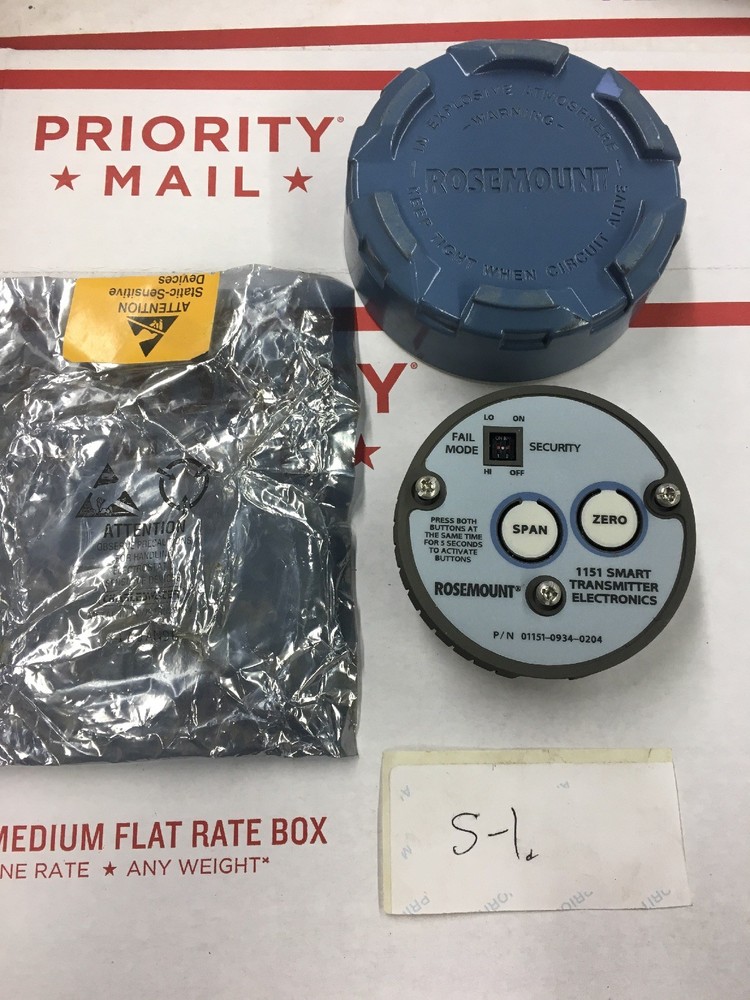 PRIORITY®
★ MAIL ★
IN EXPLOSIVE ATMOSPHERE
-WARNING-
ROSEMOUNT
KEEP TIGHT WHEN CIRCUIT ALIVE
ATTENTION
Static-Sensitive
Devices
Y®
ATTENTION
LO ON
FAIL
MODE
SECURITY
HI OFF
PRESS BOTH
BUTTONS AT
THE SAME TIME
FOR 5 SECONDS
TO ACTIVATE
BUTTONS
SPAN
ZERO
ROSEMOUNT®
1151 SMART
TRANSMITTER
ELECTRONICS
P/N 01151-0934-0204
S-1.
MEDIUM FLAT RATE BOX
NE RATE ★ ANY WEIGHT*